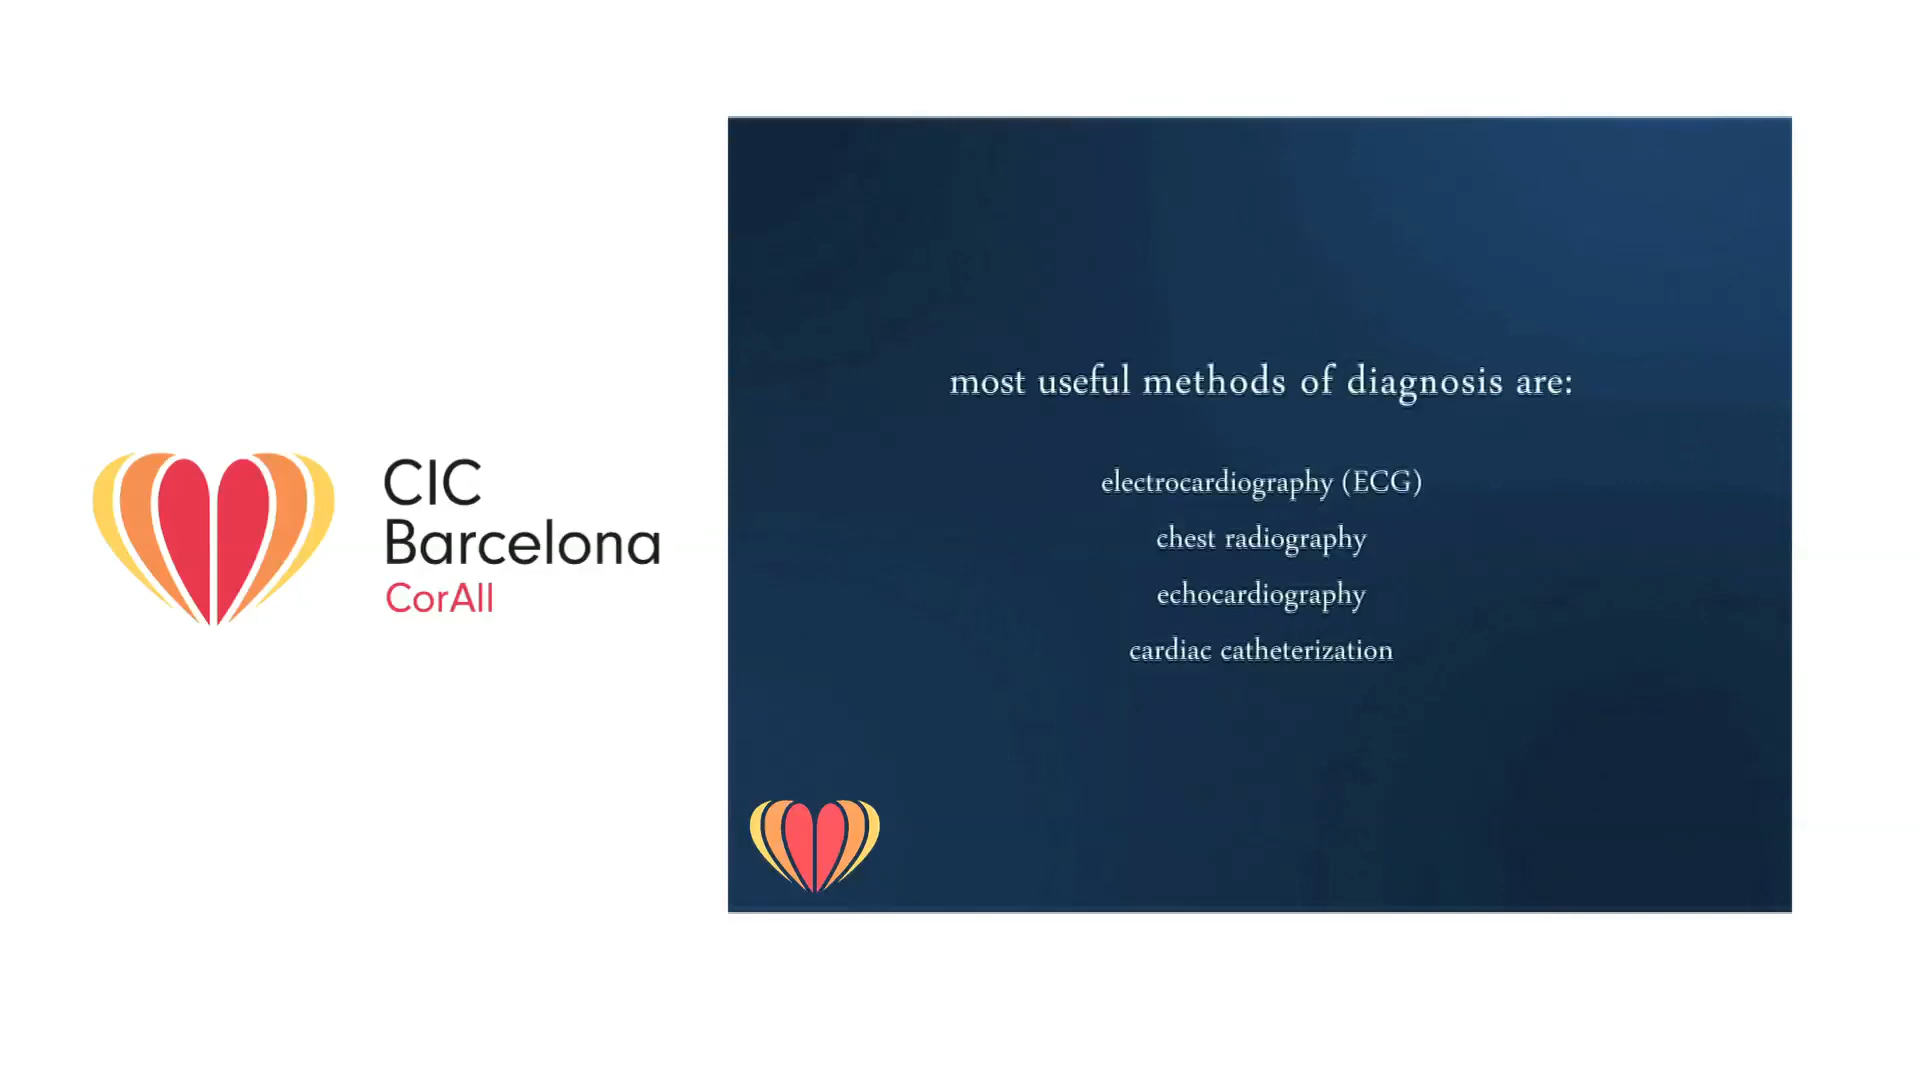 CIC
Barcelona
CorAll
most useful methods of diagnosis are:
electrocardiography (ECG)
chest radiography
echocardiography
cardiac catheterization